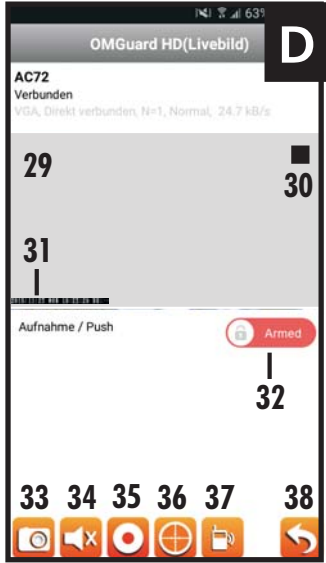 63%
OMGuard HD(Livebild)
D
AC72
Verbunden
VGA, Direkt verbunden, N=1, Normal, 24.7 kB/s
29
30
31
Aufnahme / Push
Armed
32
33 34 35 36 37 38